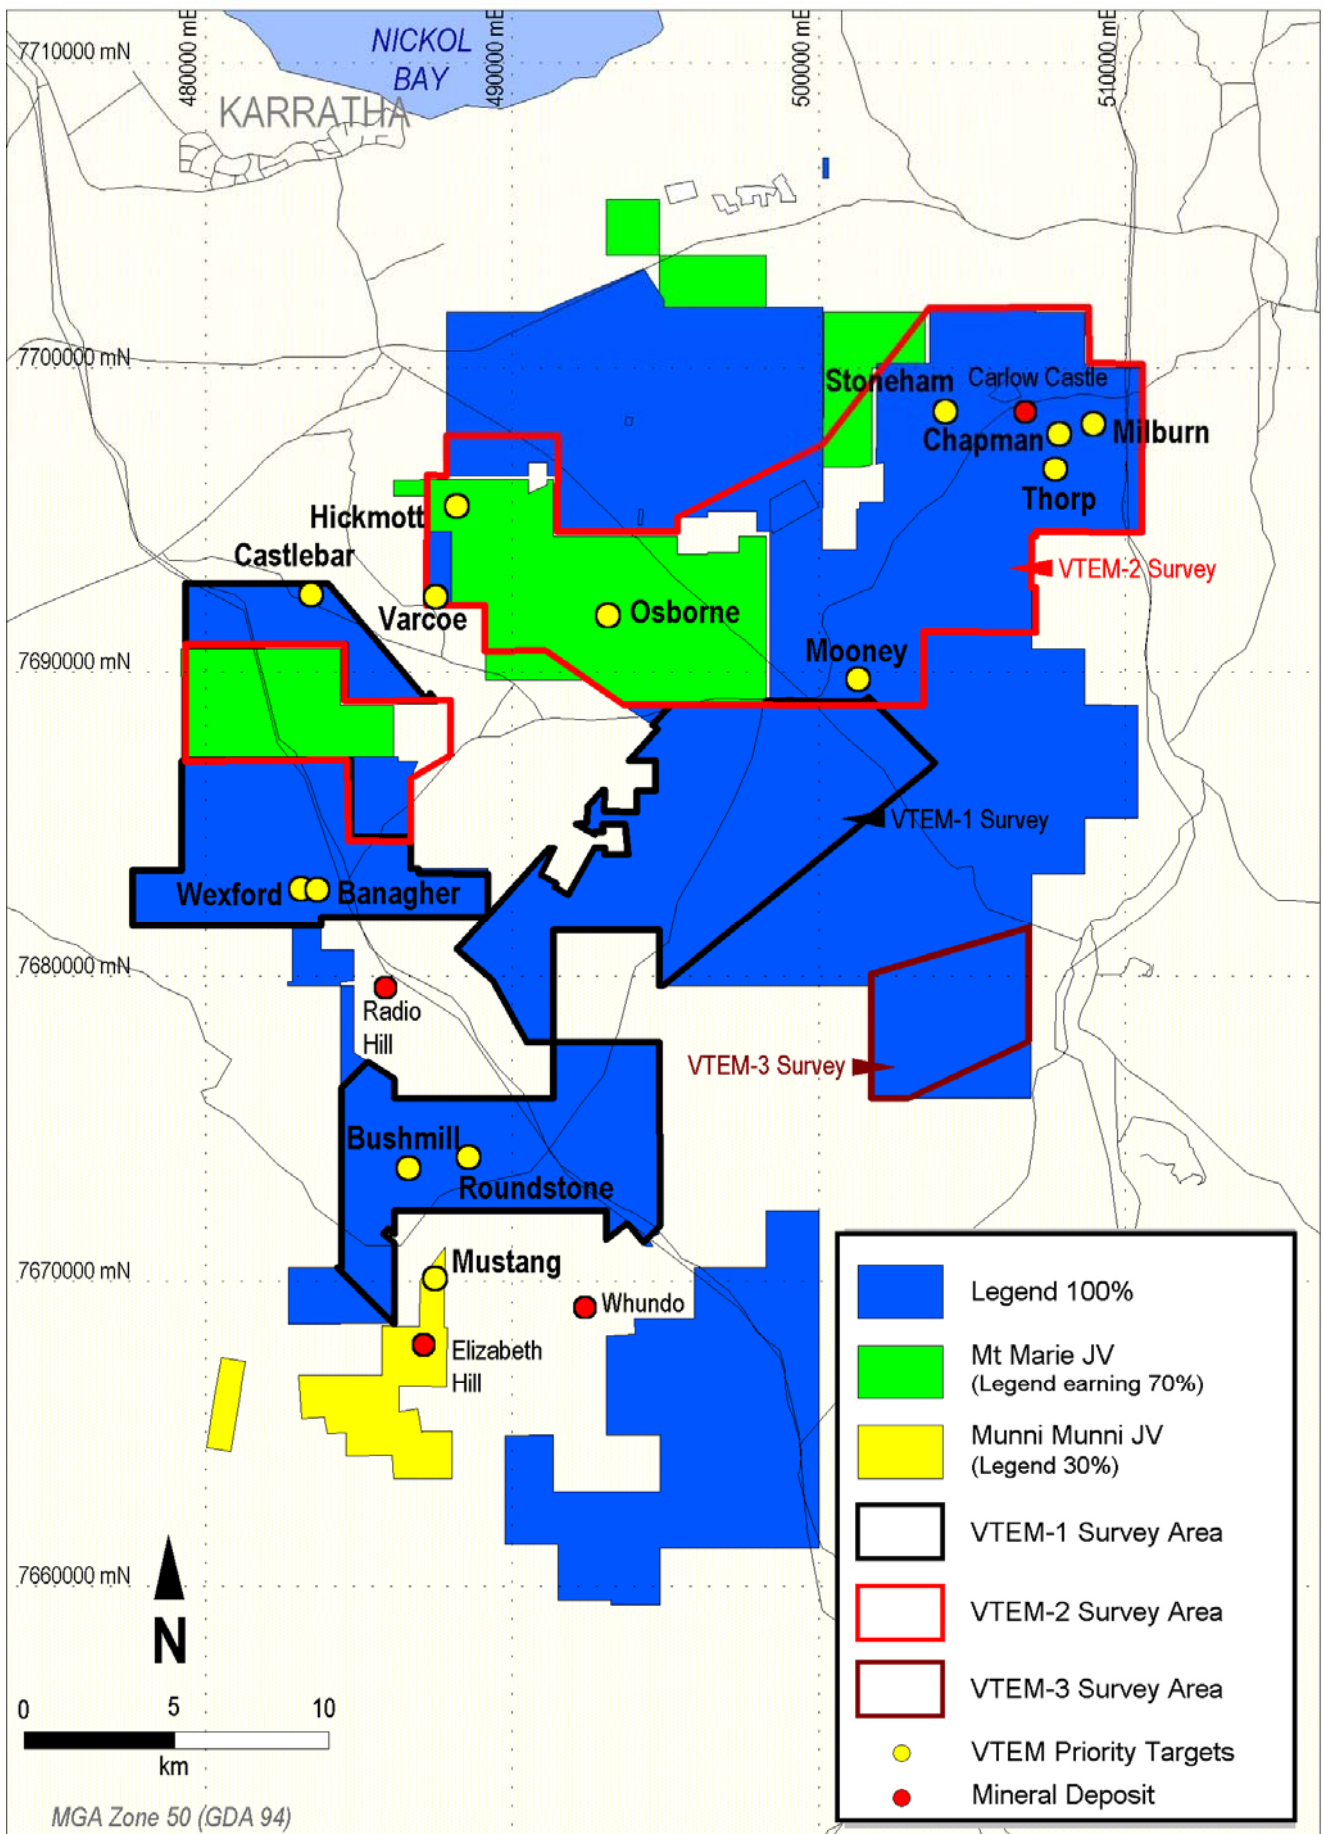 7710000 mN
480000 mE
490000 mE
500000 mE
510000 mE
NICKOL
BAY
KARRATHA
7700000 mN
Stoneham
Carlow Castle
Chapman
Milburn
Thorp
Hickmott
Castlebar
Varcoe
Osborne
VTEM-2 Survey
Mooney
7690000 mN
VTEM-1 Survey
Wexford
Banagher
7680000 mN
Radio
Hill
VTEM-3 Survey
Bushmill
Roundstone
Mustang
7670000 mN
Whundo
Elizabeth
Hill
7660000 mN
N
0 5 10
km
MGA Zone 50 (GDA 94)
Legend 100%
Mt Marie JV
(Legend earning 70%)
Munni Munni JV
(Legend 30%)
VTEM-1 Survey Area
VTEM-2 Survey Area
VTEM-3 Survey Area
VTEM Priority Targets
Mineral Deposit